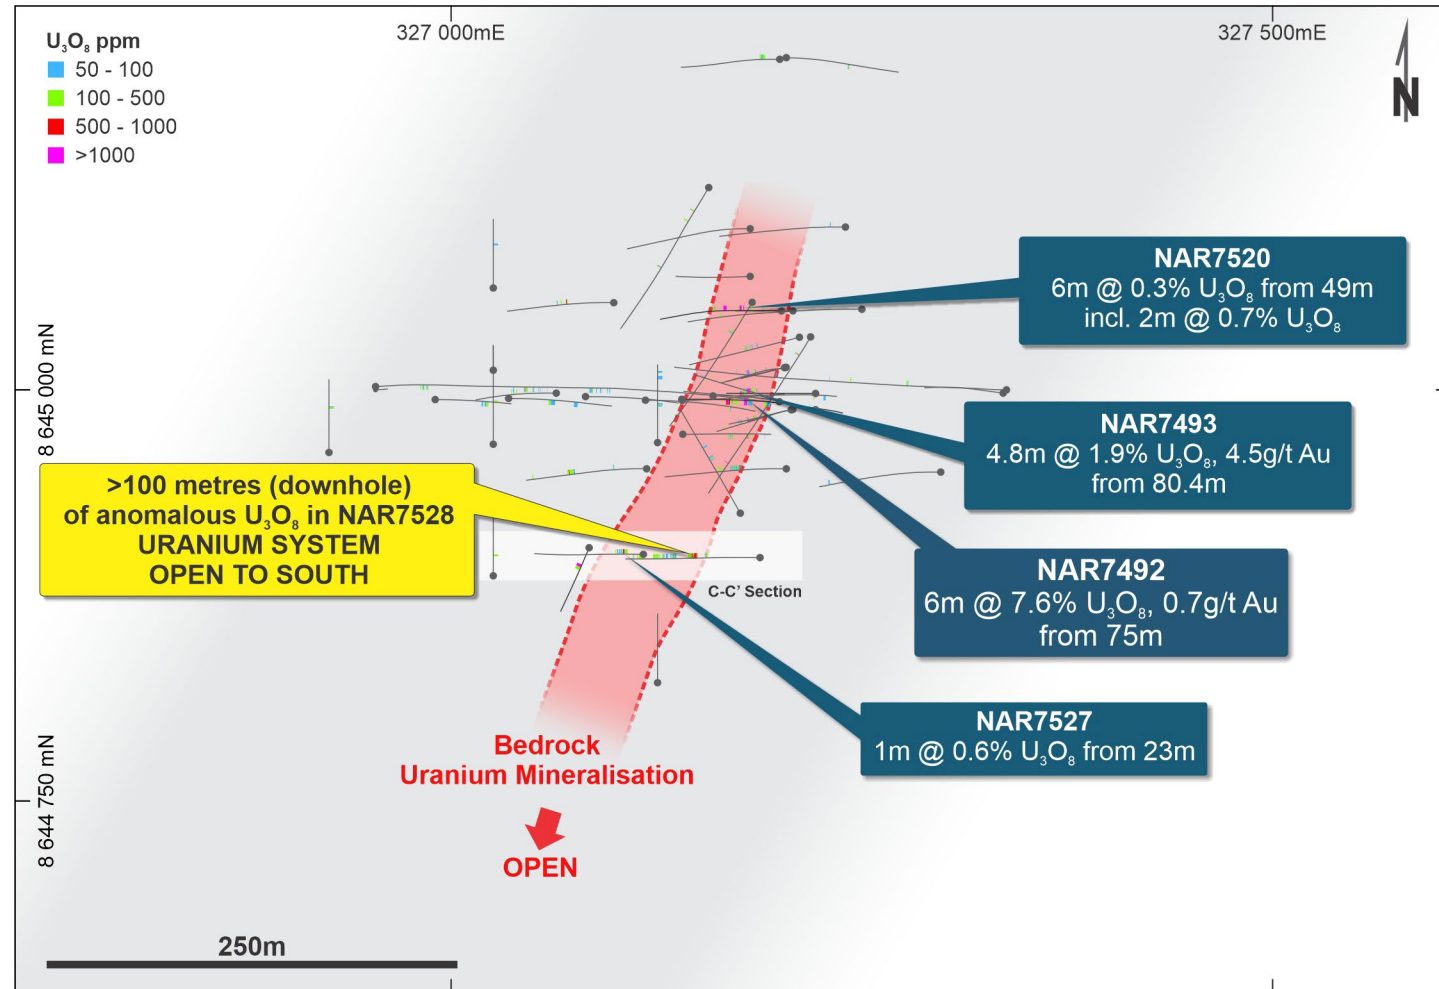 327 000mE
327 500mE
U₃O₈ ppm
50 - 100
100 - 500
500 - 1000
>1000
N
NAR7520
6m @ 0.3% U₃O₈ from 49m
incl. 2m @ 0.7% U₃O₈
8 645 000 mN
NAR7493
4.8m @ 1.9% U₃O₈, 4.5g/t Au
from 80.4m
>100 metres (downhole)
of anomalous U₃O₈ in NAR7528
URANIUM SYSTEM
OPEN TO SOUTH
C-C' Section
NAR7492
6m @ 7.6% U₃O₈, 0.7g/t Au
from 75m
NAR7527
1m @ 0.6% U₃O₈ from 23m
Bedrock
Uranium Mineralisation
OPEN
8 644 750 mN
250m